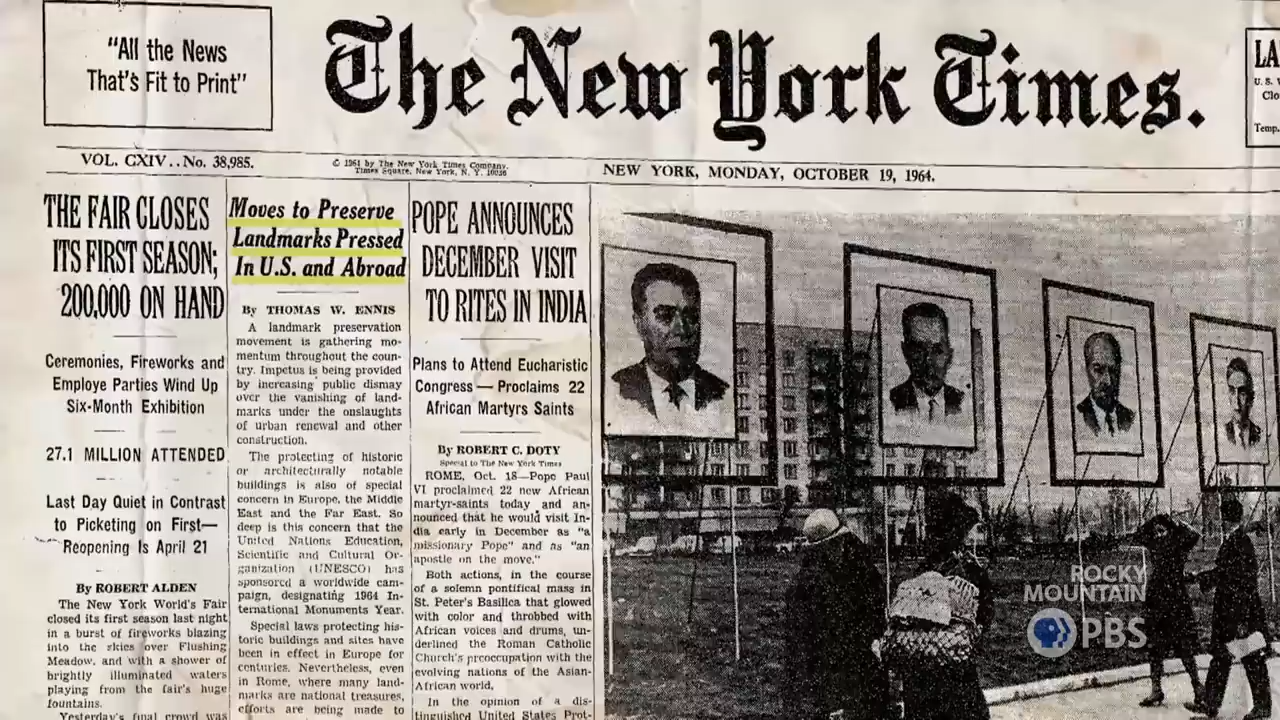 "All the News
That's Fit to Print"
The New York Times.
LA
U. S. 
Clo
Temp.
VOL. CXIV..No. 38,985.
© 1961 by The New York Times Company.
Times Square, New York, N. Y. 10036
NEW YORK, MONDAY, OCTOBER 19, 1964.
THE FAIR CLOSES
ITS FIRST SEASON;
200,000 ON HAND
Ceremonies, Fireworks and
Employe Parties Wind Up
Six-Month Exhibition
27.1 MILLION ATTENDED
Last Day Quiet in Contrast
to Picketing on First—
Reopening Is April 21
By ROBERT ALDEN
The New York World's Fair
closed its first season last night
in a burst of fireworks blazing
into the skies over Flushing
Meadow, and with a shower of
brightly illuminated waters
playing from the fair's huge
fountains.
Yesterday's final crowd was
Moves to Preserve
Landmarks Pressed
In U.S. and Abroad
By THOMAS W. ENNIS
A landmark preservation
movement is gathering mo-
mentum throughout the coun-
try. Impetus is being provided
by increasing public dismay
over the vanishing of land-
marks under the onslaughts
of urban renewal and other
construction.
The protecting of historic
or architecturally notable
buildings is also of special
concern in Europe, the Middle
East and the Far East. So
deep is this concern that the
United Nations Education,
Scientific and Cultural Or-
ganization (UNESCO) has
sponsored a worldwide cam-
paign, designating 1964 In-
ternational Monuments Year.
Special laws protecting his-
toric buildings and sites have
been in effect in Europe for
centuries. Nevertheless, even
in Rome, where many land-
marks are national treasures,
efforts are being made to
POPE ANNOUNCES
DECEMBER VISIT
TO RITES IN INDIA
Plans to Attend Eucharistic
Congress — Proclaims 22
African Martyrs Saints
By ROBERT C. DOTY
Special to The New York Times
ROME, Oct. 18—Pope Paul
VI proclaimed 22 new African
martyr-saints today and an-
nounced that he would visit In-
dia early in December as "a
missionary Pope" and as "an
apostle on the move."
Both actions, in the course
of a solemn pontifical mass in
St. Peter's Basilica that glowed
with color and throbbed with
African voices and drums, un-
derlined the Roman Catholic
Church's preoccupation with the
evolving nations of the Asian-
African world.
In the opinion of a dis-
tinguished United States Prot-
ROCKY
MOUNTAIN
PBS